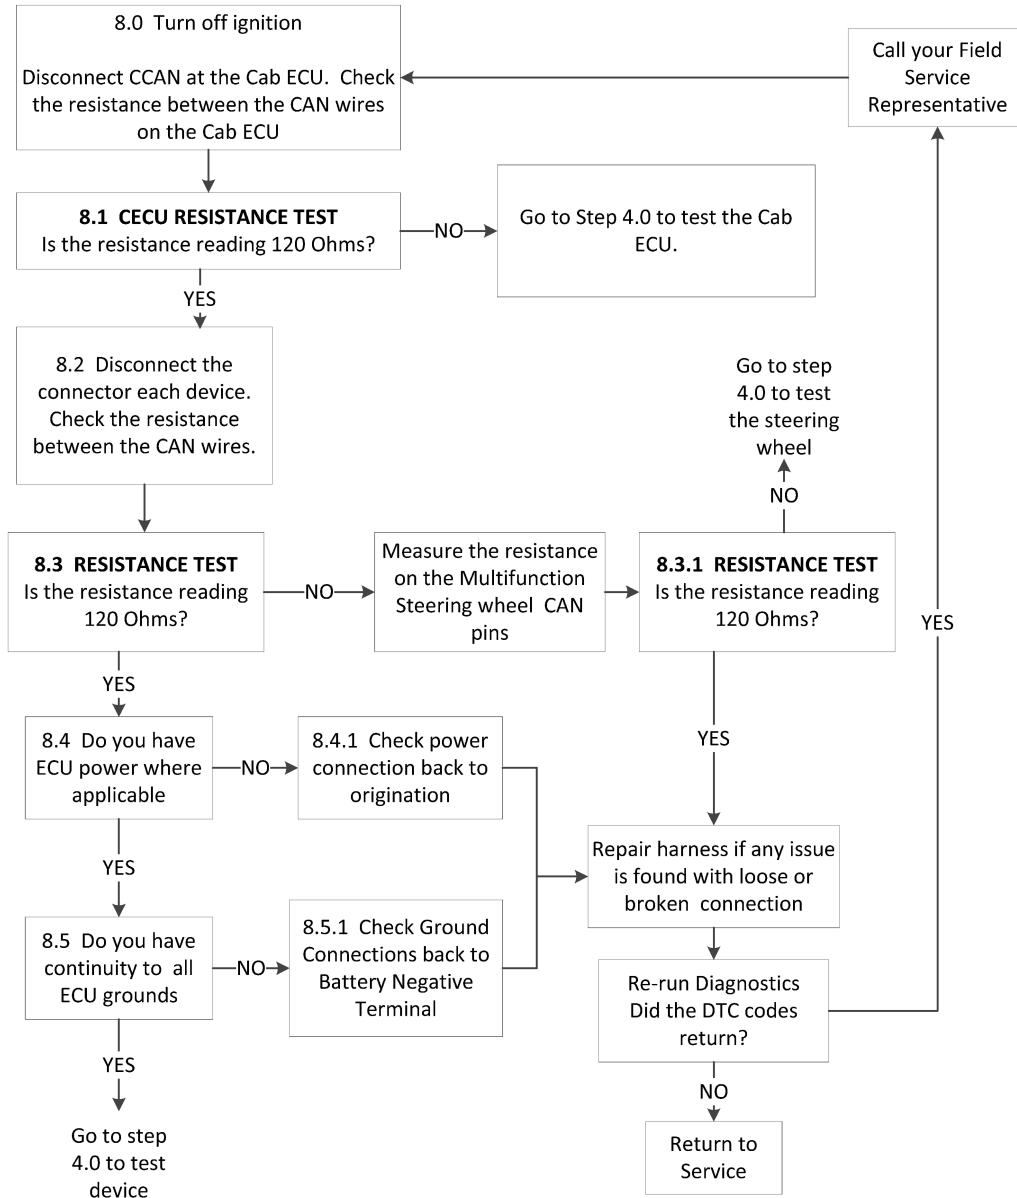 8.0 Turn off ignition
Disconnect CCAN at the Cab ECU. Check
the resistance between the CAN wires
on the Cab ECU
Call your Field
Service
Representative
8.1 CECU RESISTANCE TEST
Is the resistance reading 120 Ohms?
NO
Go to Step 4.0 to test the Cab
ECU.
YES
8.2 Disconnect the
connector each device.
Check the resistance
between the CAN wires.
Go to step
4.0 to test
the steering
wheel
NO
8.3 RESISTANCE TEST
Is the resistance reading
120 Ohms?
NO
Measure the resistance
on the Multifunction
Steering wheel CAN
pins
8.3.1 RESISTANCE TEST
Is the resistance reading
120 Ohms?
YES
YES
8.4 Do you have
ECU power where
applicable
NO
8.4.1 Check power
connection back to
origination
YES
YES
Repair harness if any issue
is found with loose or
broken connection
8.5 Do you have
continuity to all
ECU grounds
NO
8.5.1 Check Ground
Connections back to
Battery Negative
Terminal
Re-run Diagnostics
Did the DTC codes
return?
YES
NO
Go to step
4.0 to test
device
Return to
Service